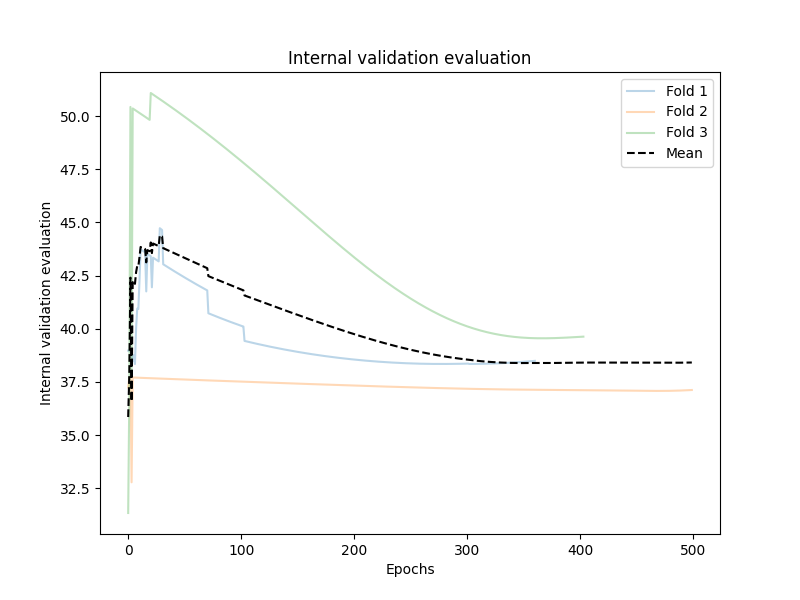 Internal validation evaluation
Fold 1
Fold 2
Fold 3
Mean
Internal validation evaluation
50.0
47.5
45.0
42.5
40.0
37.5
35.0
32.5
0 100 200 300 400 500
Epochs